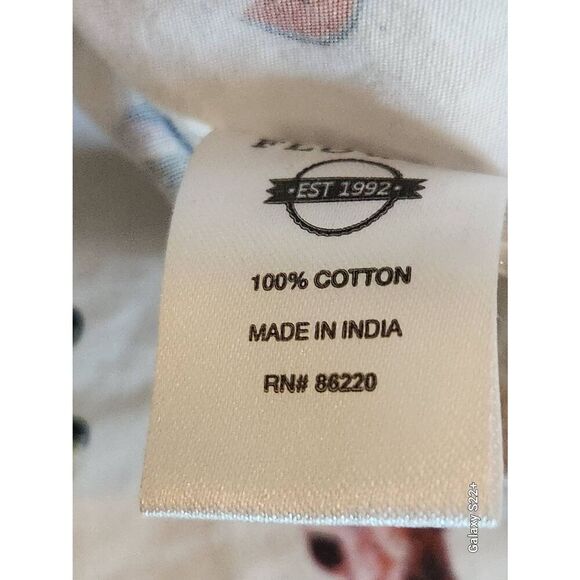 EST 1992
100% COTTON
MADE IN INDIA
RN# 86220
Galaxy S22+